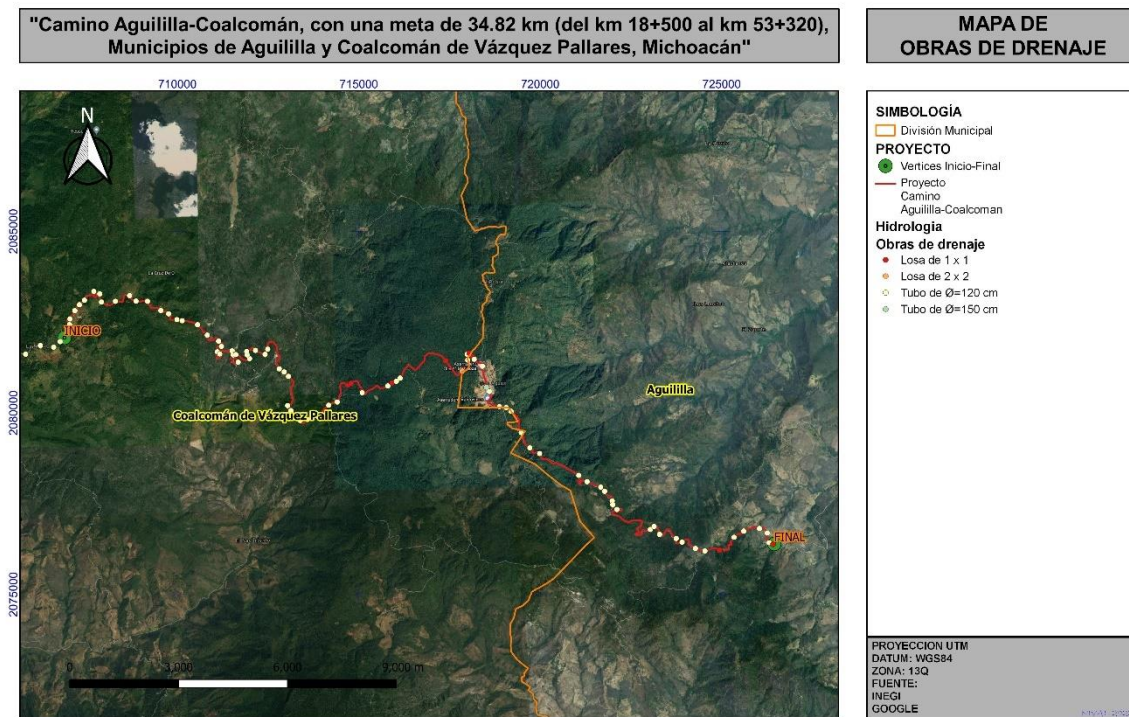 "Camino Aguililla-Coalcomán, con una meta de 34.82 km (del km 18+500 al km 53+320),
Municipios de Aguililla y Coalcomán de Vázquez Pallares, Michoacán"
MAPA DE
OBRAS DE DRENAJE
710000
715000
720000
725000
N
2085000
2080000
2075000
INICIO
Coalcomán de Vázquez Pallares
Aguililla
FINAL
0
3,000
6,000
9,000 m
SIMBOLOGÍA
División Municipal
PROYECTO
Vertices Inicio-Final
Proyecto
Camino
Aguililla-Coalcoman
Hidrologia
Obras de drenaje
Losa de 1 x 1
Losa de 2 x 2
Tubo de Ø=120 cm
Tubo de Ø=150 cm
PROYECCION UTM
DATUM: WGS84
ZONA: 13Q
FUENTE:
INEGI
GOOGLE